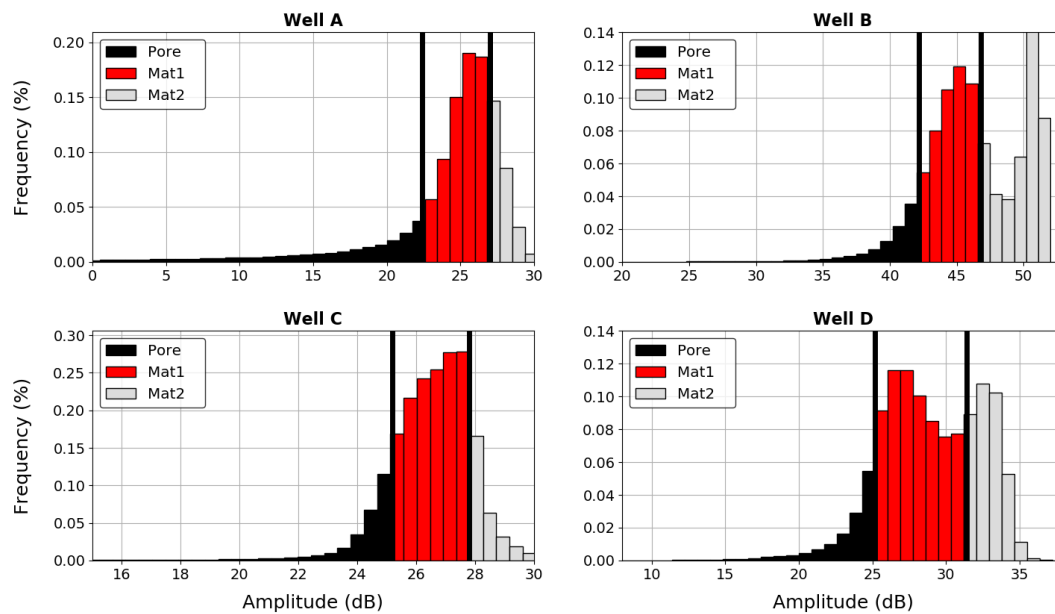 Well A
Frequency (%)
0.20
0.15
0.10
0.05
0.00
Pore
Mat1
Mat2
0 5 10 15 20 25 30
Well B
0.14
0.12
0.10
0.08
0.06
0.04
0.02
0.00
Pore
Mat1
Mat2
20 25 30 35 40 45 50
Well C
Frequency (%)
0.30
0.25
0.20
0.15
0.10
0.05
0.00
Pore
Mat1
Mat2
16 18 20 22 24 26 28 30
Amplitude (dB)
Well D
0.14
0.12
0.10
0.08
0.06
0.04
0.02
0.00
Pore
Mat1
Mat2
10 15 20 25 30 35
Amplitude (dB)